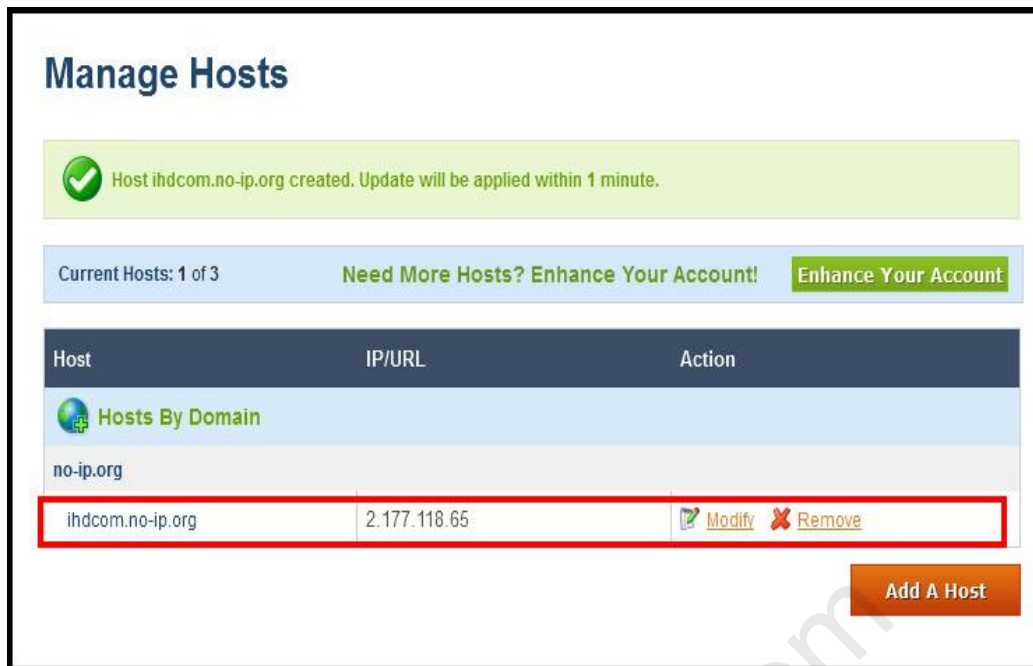 Manage Hosts
Host ihdcom.no-ip.org created. Update will be applied within 1 minute.
Current Hosts: 1 of 3 Need More Hosts? Enhance Your Account! Enhance Your Account
Host IP/URL Action
Hosts By Domain
no-ip.org
ihdcom.no-ip.org 2.177.118.65 Modify Remove
Add A Host
om